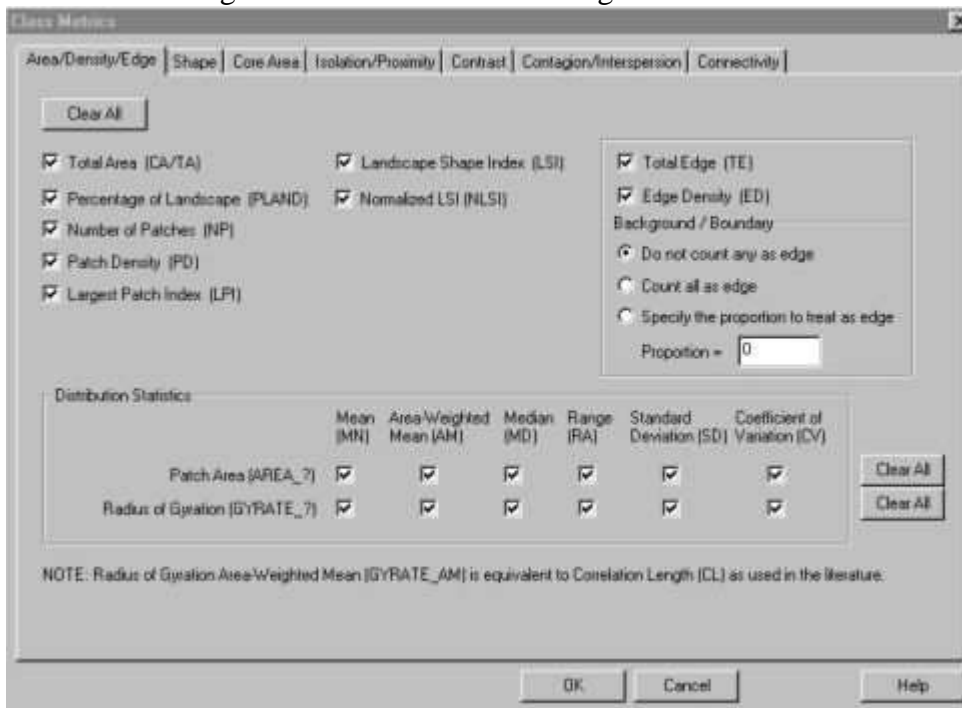 Class Metrics
Area/Density/Edge Shape Core Area Isolation/Proximity Contrast Contagion/Interspersion Connectivity
Clear All
Total Area (CA/TA)
Percentage of Landscape (PLAND)
Number of Patches (NP)
Patch Density (PD)
Largest Patch Index (LPI)
Landscape Shape Index (LSI)
Normalized LSI (NLSI)
Total Edge (TE)
Edge Density (ED)
Background / Boundary
Do not count any as edge
Count all as edge
Specify the proportion to treat as edge
Proportion = 0
Distribution Statistics
Mean (MN) Area-Weighted Mean (AM) Median (MD) Range (RA) Standard Deviation (SD) Coefficient of Variation (CV)
Patch Area (AREA_?) Clear All
Radius of Gyration (GYRATE_?) Clear All
NOTE: Radius of Gyration Area-Weighted Mean (GYRATE_AM) is equivalent to Correlation Length (CL) as used in the literature.
OK Cancel Help